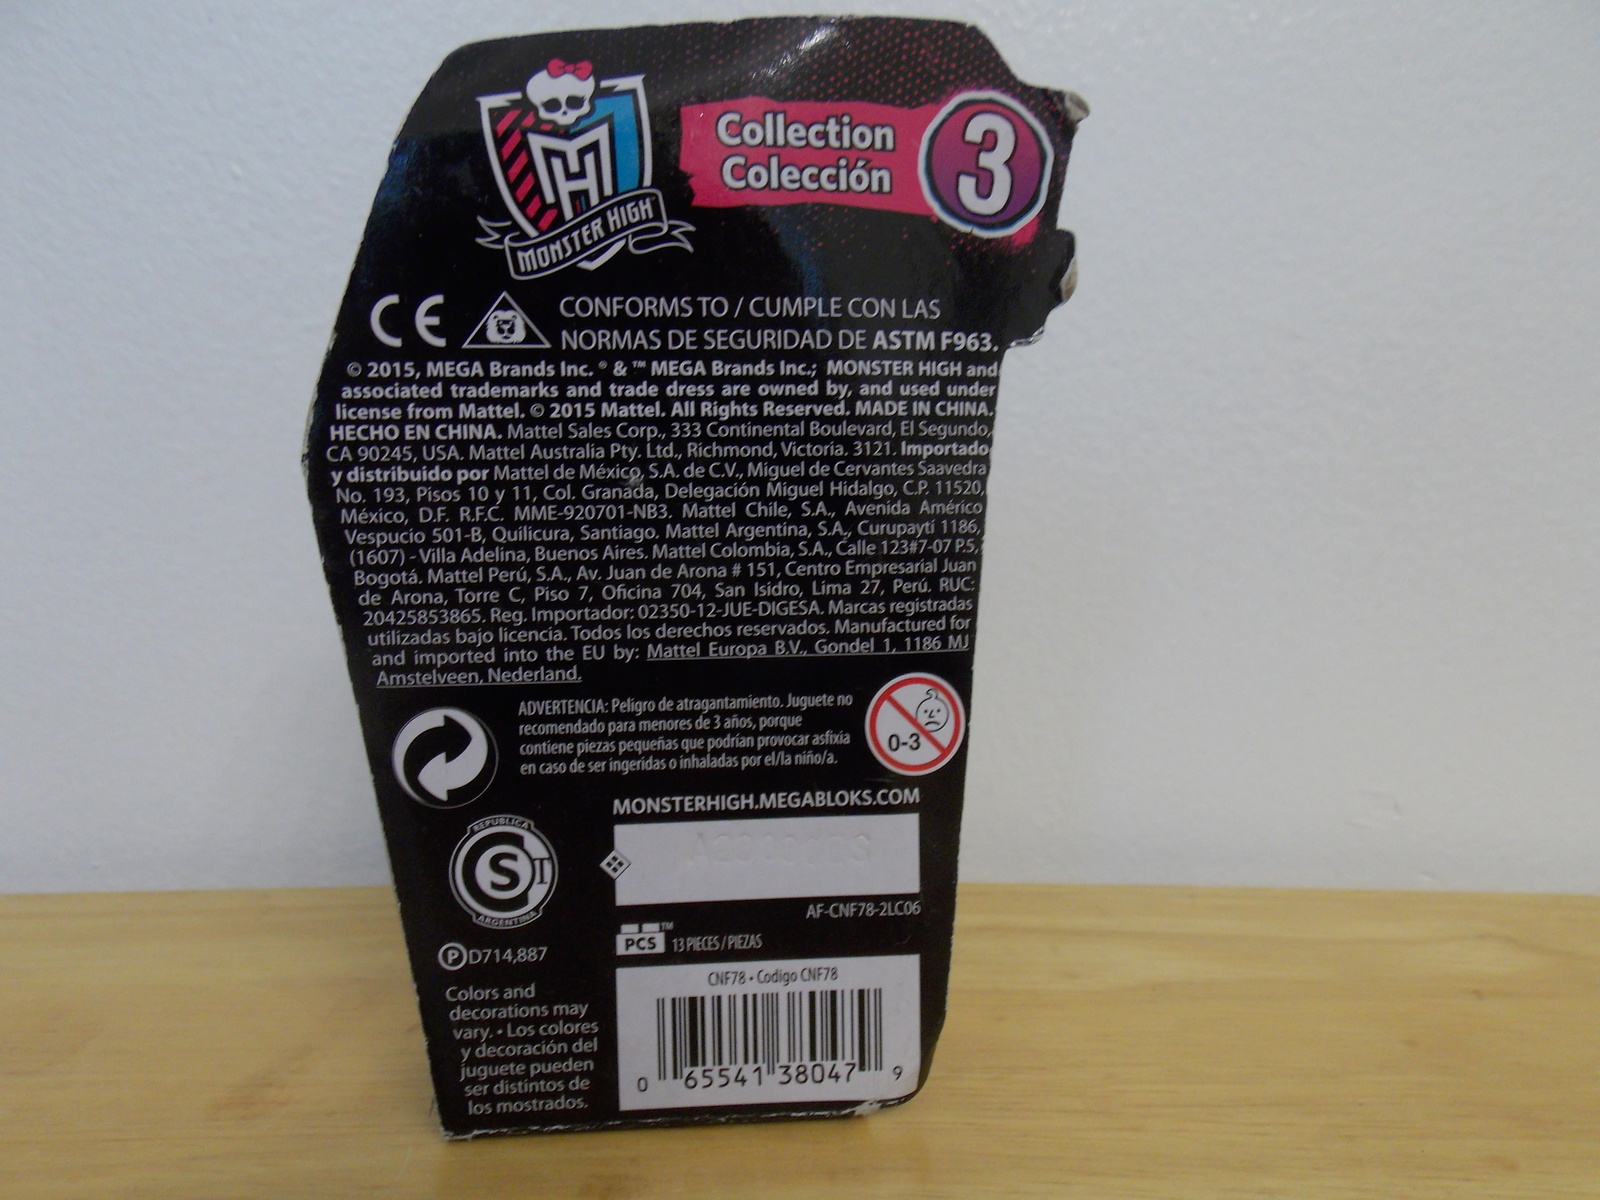 MH
MONSTER HIGH™
Collection
Colección
3
CE
CONFORMS TO / CUMPLE CON LAS
NORMAS DE SEGURIDAD DE ASTM F963.
© 2015, MEGA Brands Inc. ® & ™ MEGA Brands Inc.; MONSTER HIGH and
associated trademarks and trade dress are owned by, and used under
license from Mattel. © 2015 Mattel. All Rights Reserved. MADE IN CHINA.
HECHO EN CHINA. Mattel Sales Corp., 333 Continental Boulevard, El Segundo,
CA 90245, USA. Mattel Australia Pty. Ltd., Richmond, Victoria. 3121. Importado
y distribuido por Mattel de México, S.A. de C.V., Miguel de Cervantes Saavedra
No. 193, Pisos 10 y 11, Col. Granada, Delegación Miguel Hidalgo, C.P. 11520,
México, D.F. R.F.C. MME-920701-NB3. Mattel Chile, S.A., Avenida Américo
Vespucio 501-B, Quilicura, Santiago. Mattel Argentina, S.A., Curupaytí 1186,
(1607) - Villa Adelina, Buenos Aires. Mattel Colombia, S.A., Calle 123#7-07 P.5,
Bogotá. Mattel Perú, S.A., Av. Juan de Arona # 151, Centro Empresarial Juan
de Arona, Torre C, Piso 7, Oficina 704, San Isidro, Lima 27, Perú. RUC:
20425853865. Reg. Importador: 02350-12-JUE-DIGESA. Marcas registradas
utilizadas bajo licencia. Todos los derechos reservados. Manufactured for
and imported into the EU by: Mattel Europa B.V., Gondel 1, 1186 MJ
Amstelveen, Nederland.
ADVERTENCIA: Peligro de atragantamiento. Juguete no
recomendado para menores de 3 años, porque
contiene piezas pequeñas que podrían provocar asfixia
en caso de ser ingeridas o inhaladas por el/la niño/a.
0-3
MONSTERHIGH.MEGABLOKS.COM
REPUBLICA
S
ARGENTINA
AF-CNF78-2LC06
PCS™ 13 PIECES / PIEZAS
Ⓟ D714,887
Colors and
decorations may
vary. • Los colores
y decoración del
juguete pueden
ser distintos de
los mostrados.
CNF78 • Codigo CNF78
0 65541 38047 9